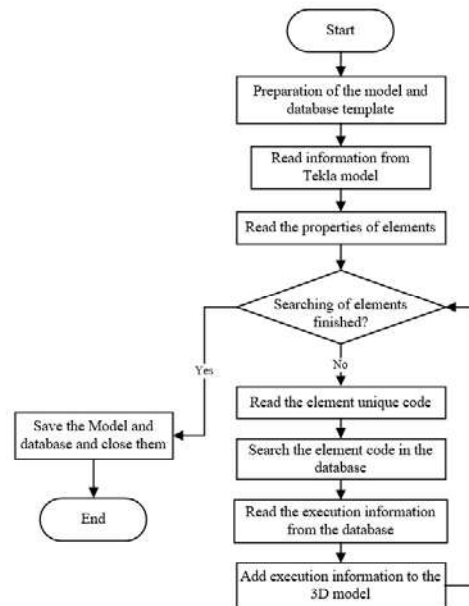 Start
Preparation of the model and
database template
Read information from
Tekla model
Read the properties of elements
Searching of elements
finished?
Yes
No
Read the element unique code
Save the Model and
database and close them
Search the element code in the
database
End
Read the execution information
from the database
Add execution information to the
3D model